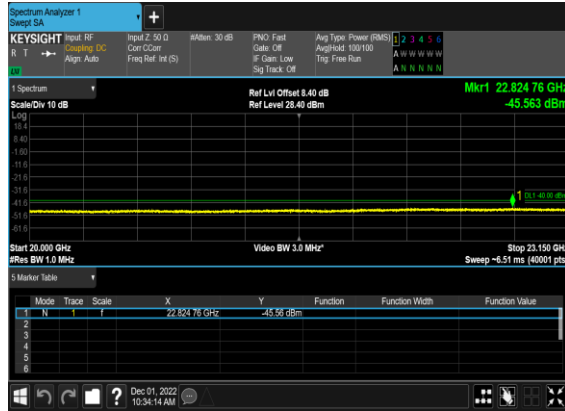 Spectrum Analyzer 1
Swept SA
+
KEYSIGHT Input: RF Input Z: 50 Ω #Atten: 30 dB PNO: Fast Avg Type: Power (RMS) 1 2 3 4 5 6
R T Coupling: DC Corr CCorr Gate: Off Avg|Hold: 100/100 A W W W W W
Align: Auto Freq Ref: Int (S) IF Gain: Low Trig: Free Run
Sig Track: Off A N N N N N
1 Spectrum Ref Lvl Offset 8.40 dB Mkr1 22.824 76 GHz
Scale/Div 10 dB Ref Level 28.40 dBm -45.563 dBm
Log
18.4
8.40
-1.60
-11.6
-21.6
-31.6
1 DL1 -40.00 dBm
-41.6
-51.6
-61.6
Start 20.000 GHz Video BW 3.0 MHz* Stop 23.150 GHz
#Res BW 1.0 MHz Sweep ~6.51 ms (40001 pts)
5 Marker Table
Mode Trace Scale X Y Function Function Width Function Value
1 N 1 f 22.824 76 GHz -45.56 dBm
2
3
4
5
6
? Dec 01, 2022
10:34:14 AM